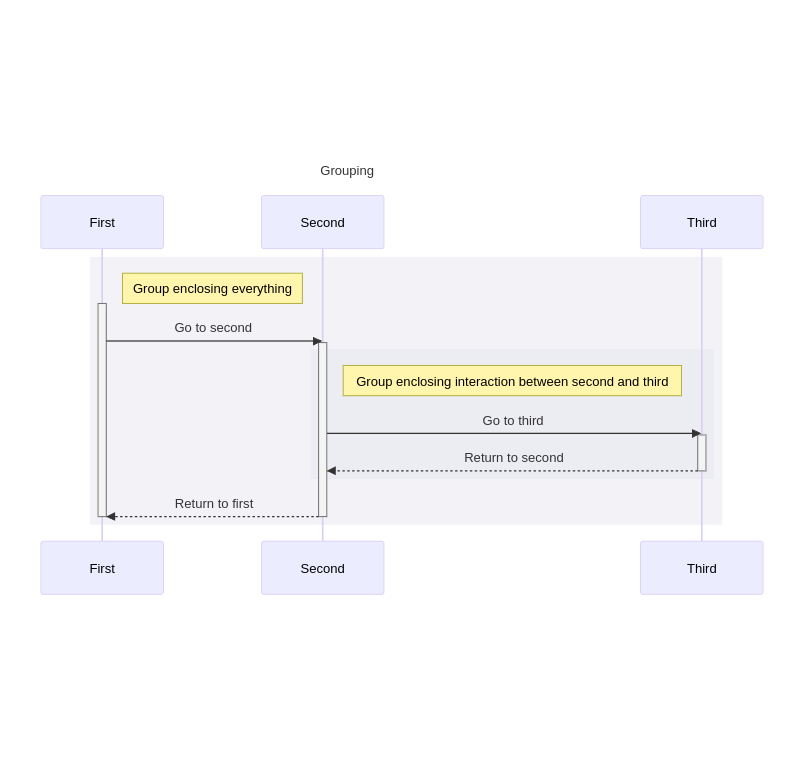 Grouping
First
Second
Third
Group enclosing everything
Go to second
Group enclosing interaction between second and third
Go to third
Return to second
Return to first
First
Second
Third